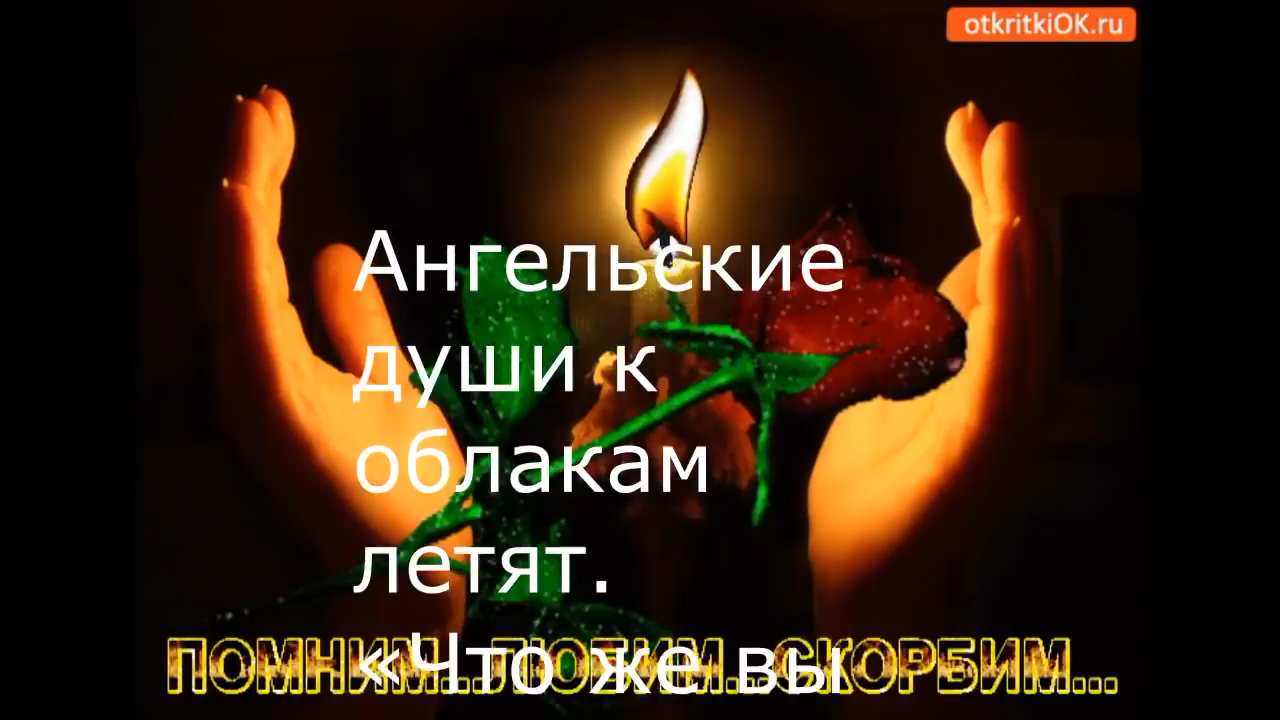 otkritkiOK.ru
Ангельские
души к
облакам
летят.
«Что же вы
ПОМНИМ...ЛЮБИМ...СКОРБИМ...